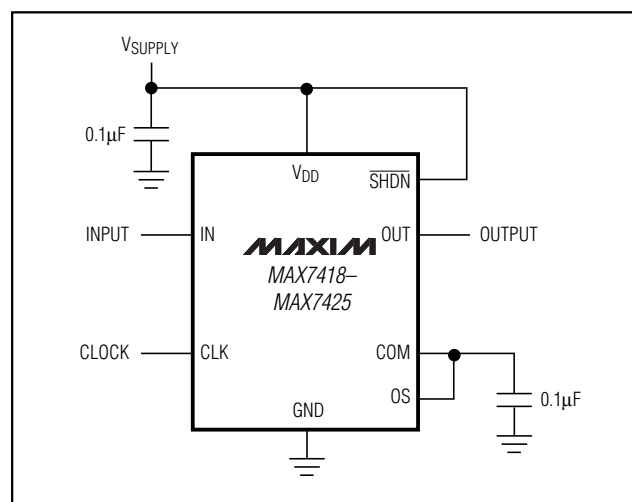 VSUPPLY
0.1µF
VDD
SHDN
INPUT
IN
MAXIM
OUT
OUTPUT
MAX7418–
MAX7425
CLOCK
CLK
COM
OS
0.1µF
GND